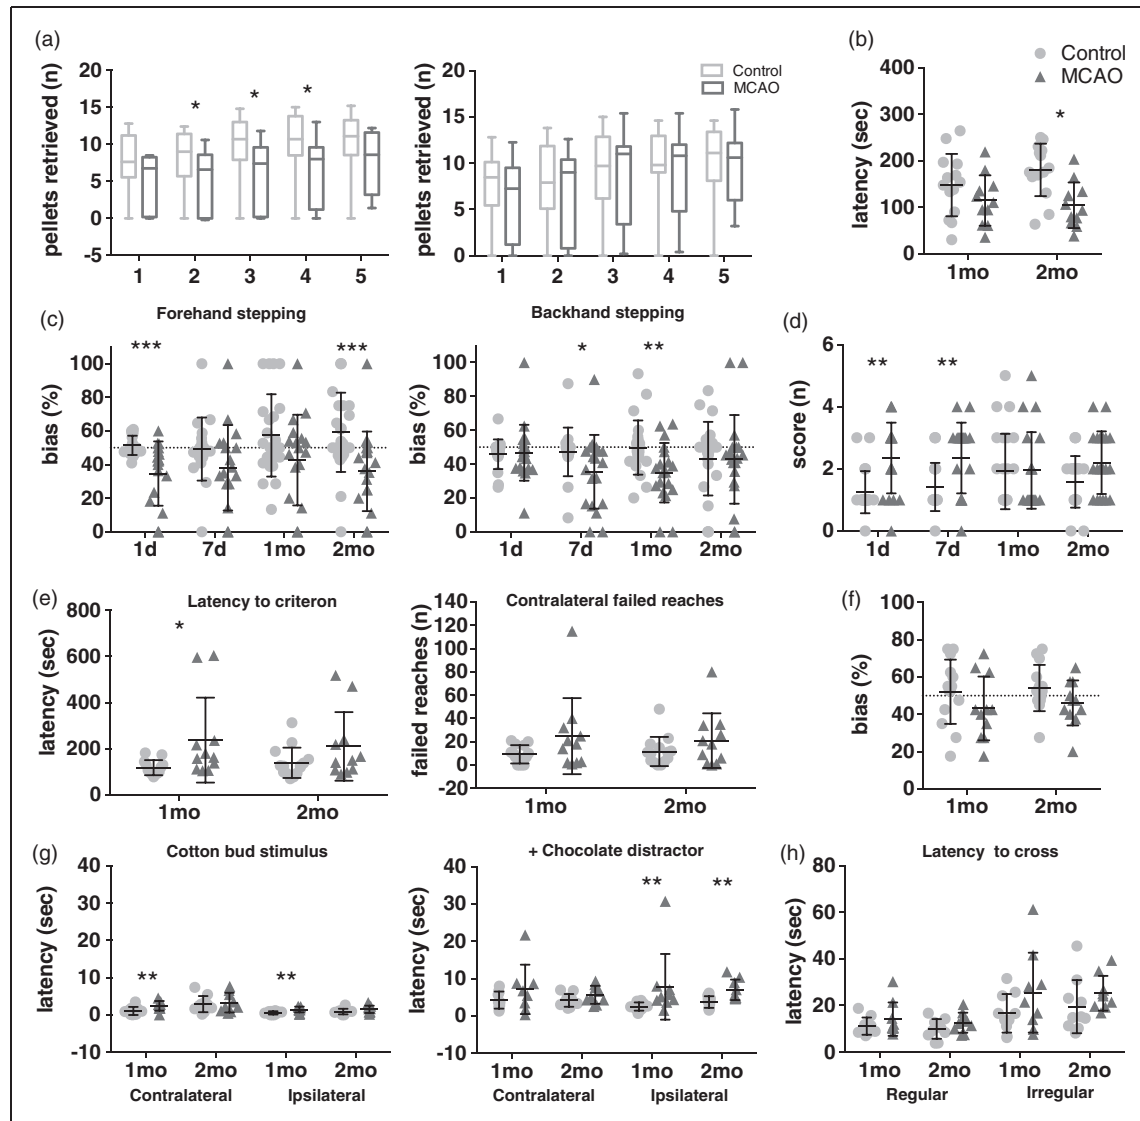 (a)
pellets retrieved (n)
20
15
10
5
0
-5
*
*
*
1 2 3 4 5
pellets retrieved (n)
20
15
10
5
0
Control
MCAO
1 2 3 4 5
(b)
Control
MCAO
latency (sec)
400
300
200
100
0
*
1mo 2mo
(c)
Forehand stepping
bias (%)
100
80
60
40
20
0
***
***
1d 7d 1mo 2mo
Backhand stepping
bias (%)
100
80
60
40
20
0
*
**
1d 7d 1mo 2mo
(d)
score (n)
6
4
2
0
**
**
1d 7d 1mo 2mo
(e)
Latency to criteron
latency (sec)
800
600
400
200
0
*
1mo 2mo
Contralateral failed reaches
failed reaches (n)
140
120
100
80
60
40
20
0
-20
1mo 2mo
(f)
bias (%)
100
80
60
40
20
0
1mo 2mo
(g)
Cotton bud stimulus
latency (sec)
40
30
20
10
0
-10
**
**
1mo 2mo 1mo 2mo
Contralateral Ipsilateral
+ Chocolate distractor
latency (sec)
40
30
20
10
0
-10
**
**
1mo 2mo 1mo 2mo
Contralateral Ipsilateral
(h)
Latency to cross
latency (sec)
80
60
40
20
0
1mo 2mo 1mo 2mo
Regular Irregular